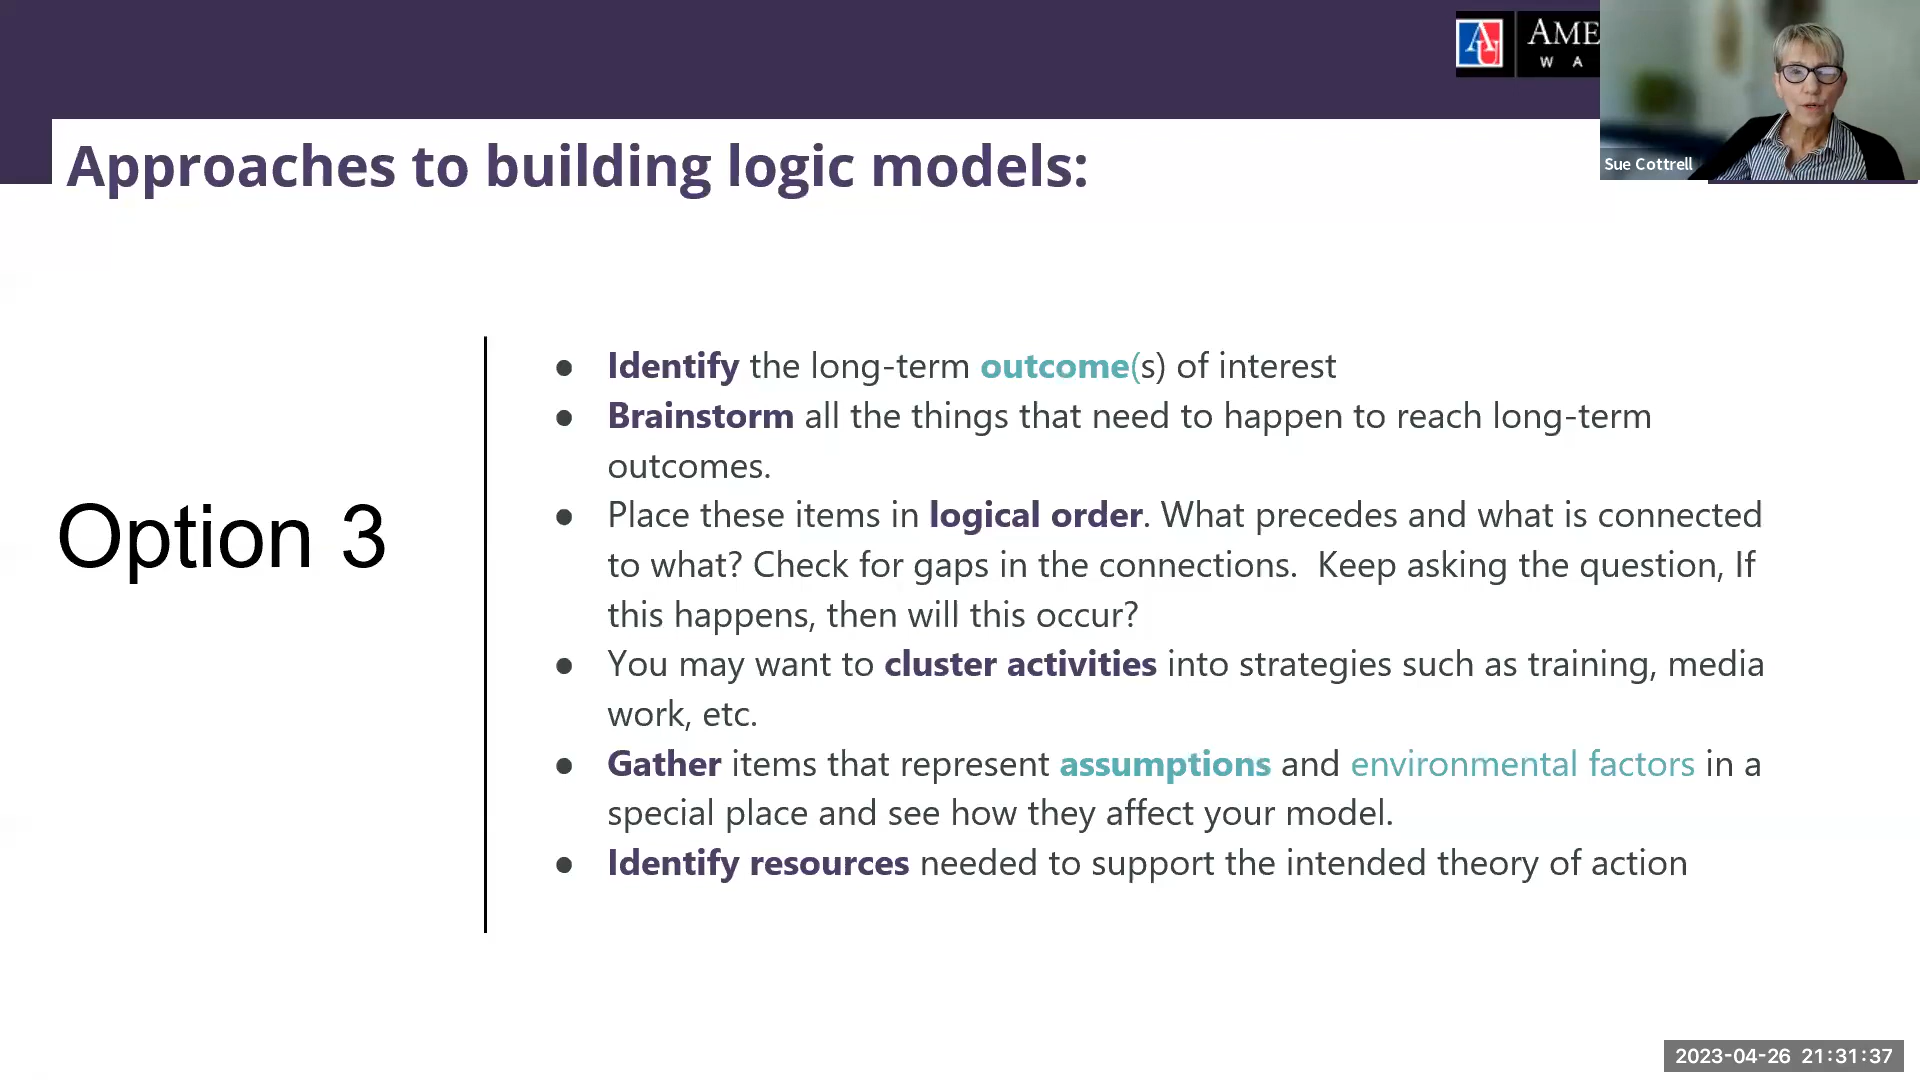 AME
W A
Sue Cottrell
Approaches to building logic models:
Option 3
● Identify the long-term outcome(s) of interest
● Brainstorm all the things that need to happen to reach long-term
outcomes.
● Place these items in logical order. What precedes and what is connected
to what? Check for gaps in the connections.  Keep asking the question, If
this happens, then will this occur?
● You may want to cluster activities into strategies such as training, media
work, etc.
● Gather items that represent assumptions and environmental factors in a
special place and see how they affect your model.
● Identify resources needed to support the intended theory of action
2023-04-26 21:31:37